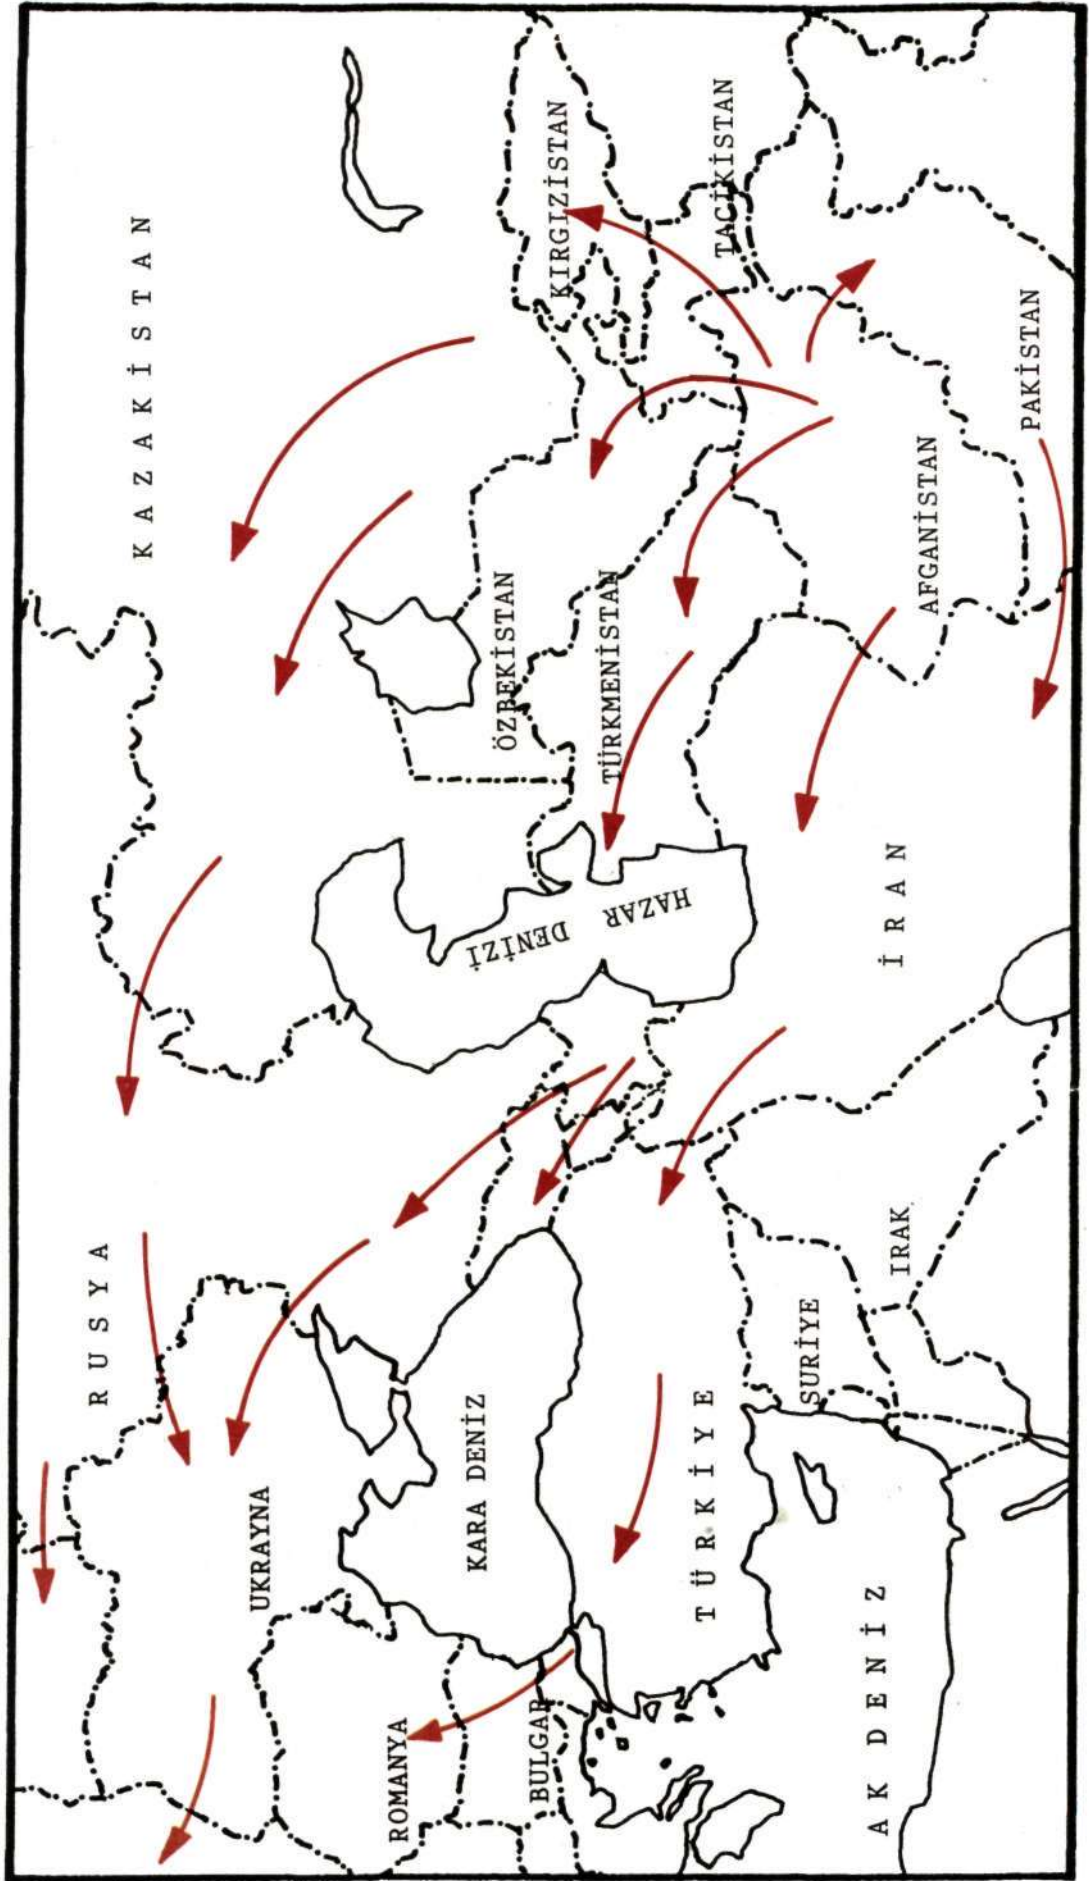 KAZAKİSTAN
RUSYA
KIRGIZİSTAN
TACİKİSTAN
ÖZBEKİSTAN
TÜRKMENİSTAN
PAKİSTAN
AFGANİSTAN
HAZAR DENİZİ
İRAN
UKRAYNA
KARA DENİZ
ROMANYA
BULGAR
TÜRKİYE
SURİYE
IRAK
AK DENİZ